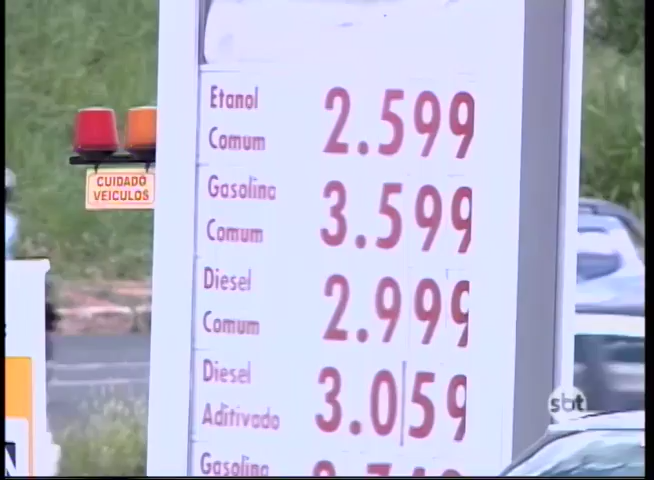 Etanol
Comum 2.599
Gasolina
Comum 3.599
Diesel
Comum 2.999
Diesel
Aditivado 3.059
Gasolina
CUIDADO
VEICULOS
sbt
N